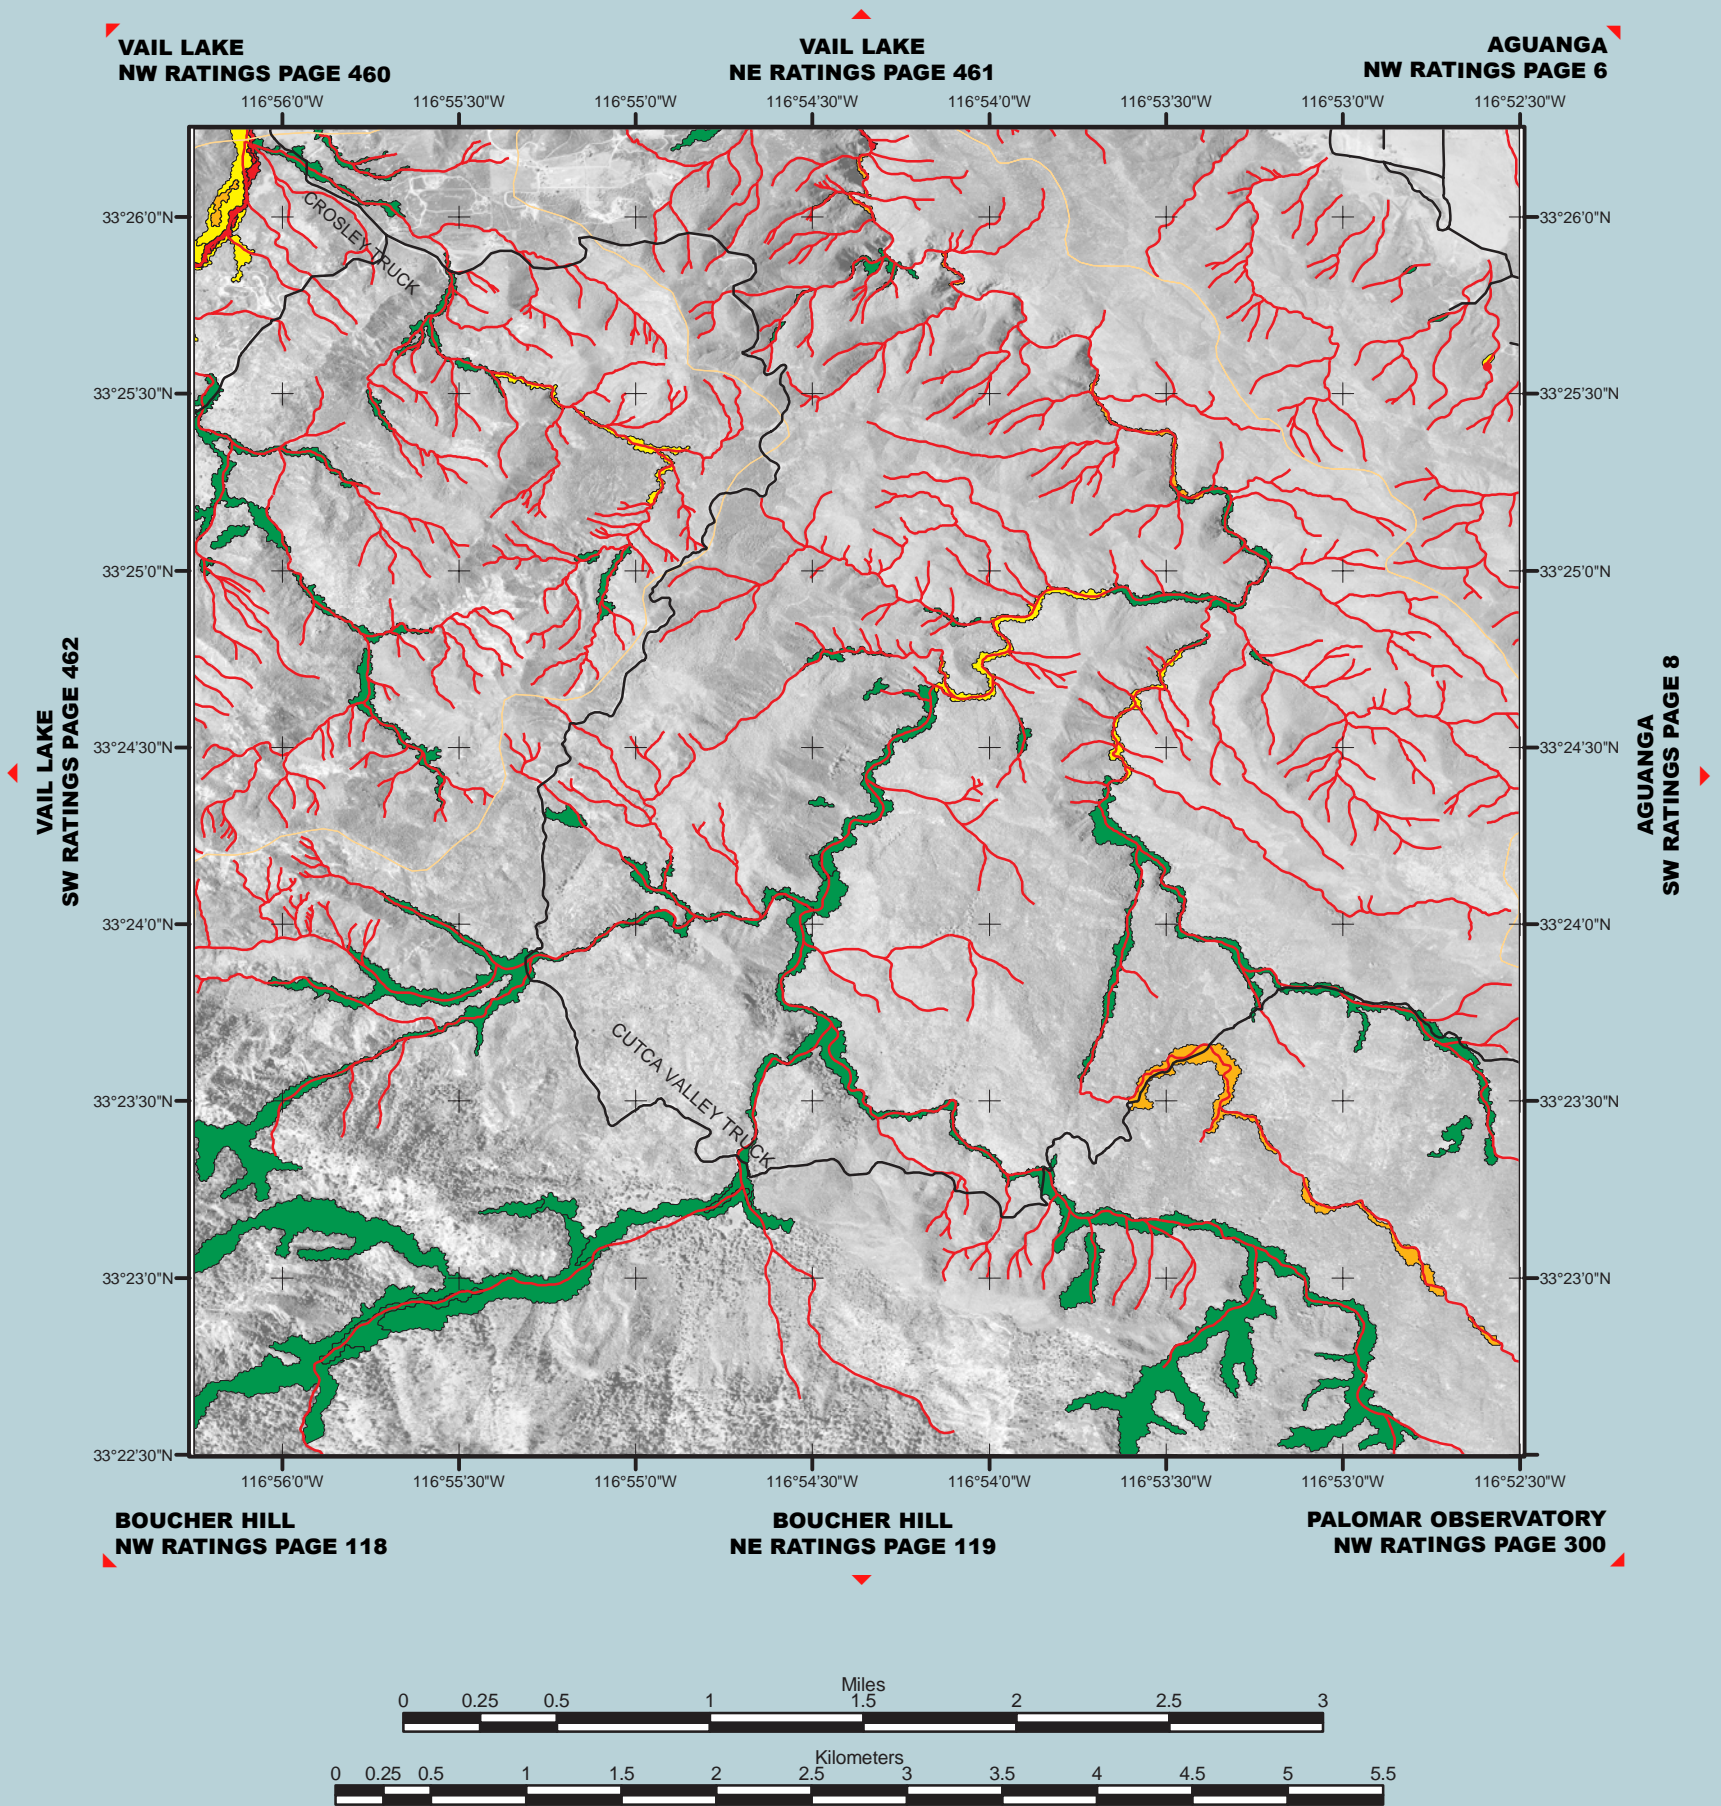 VAIL LAKE
NW RATINGS PAGE 460
VAIL LAKE
NE RATINGS PAGE 461
AGUANGA
NW RATINGS PAGE 6
116°56'0"W 116°55'30"W 116°55'0"W 116°54'30"W 116°54'0"W 116°53'30"W 116°53'0"W 116°52'30"W
33°26'0"N 33°26'0"N
CROSLEY TRUCK
33°25'30"N 33°25'30"N
33°25'0"N 33°25'0"N
VAIL LAKE
SW RATINGS PAGE 462
AGUANGA
SW RATINGS PAGE 8
33°24'30"N 33°24'30"N
33°24'0"N 33°24'0"N
CUTCA VALLEY TRUCK
33°23'30"N 33°23'30"N
33°23'0"N 33°23'0"N
33°22'30"N
116°56'0"W 116°55'30"W 116°55'0"W 116°54'30"W 116°54'0"W 116°53'30"W 116°53'0"W 116°52'30"W
BOUCHER HILL
NW RATINGS PAGE 118
BOUCHER HILL
NE RATINGS PAGE 119
PALOMAR OBSERVATORY
NW RATINGS PAGE 300
Miles
0 0.25 0.5 1 1.5 2 2.5 3
Kilometers
0 0.25 0.5 1 1.5 2 2.5 3 3.5 4 4.5 5 5.5